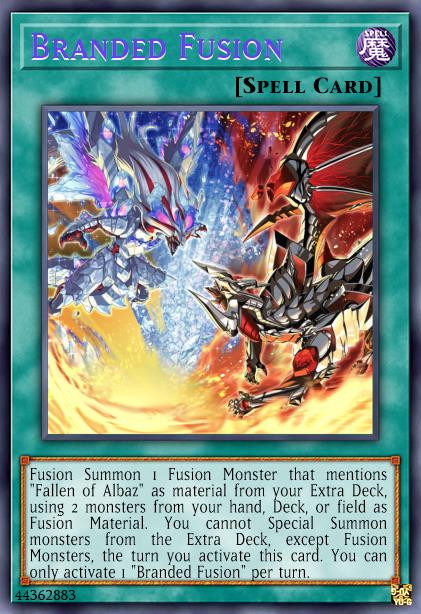 Branded Fusion
SPELL
魔
[Spell Card]
Fusion Summon 1 Fusion Monster that mentions
"Fallen of Albaz" as material from your Extra Deck,
using 2 monsters from your hand, Deck, or field as
Fusion Material. You cannot Special Summon
monsters from the Extra Deck, except Fusion
Monsters, the turn you activate this card. You can
only activate 1 "Branded Fusion" per turn.
44362883